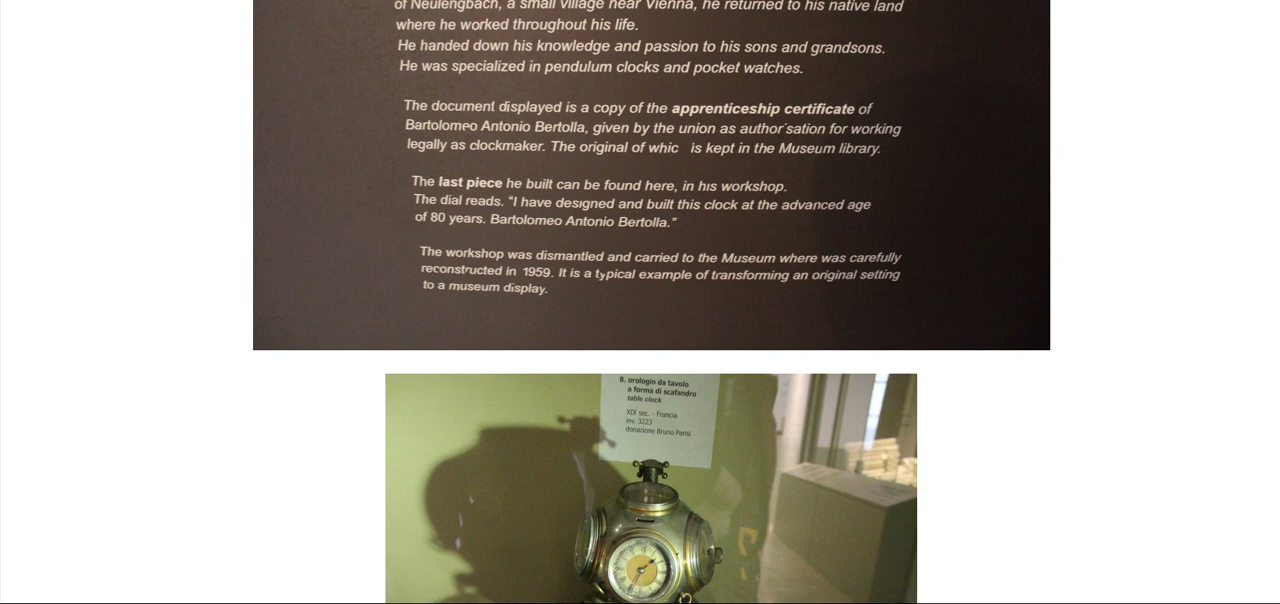 of Neulengbach, a small village near Vienna, he returned to his native land
where he worked throughout his life.
He handed down his knowledge and passion to his sons and grandsons.
He was specialized in pendulum clocks and pocket watches.
The document displayed is a copy of the apprenticeship certificate of
Bartolomeo Antonio Bertolla, given by the union as author sation for working
legally as clockmaker. The original of whic is kept in the Museum library.
The last piece he built can be found here, in his workshop.
The dial reads. “I have designed and built this clock at the advanced age
of 80 years. Bartolomeo Antonio Bertolla.”
The workshop was dismantled and carried to the Museum where was carefully
reconstructed in 1959. It is a typical example of transforming an original setting
to a museum display.
8. orologio da tavolo
a forma di scafandro
table clock
XIX sec. - Francia
inv. 3223
donazione Bruno Parisi